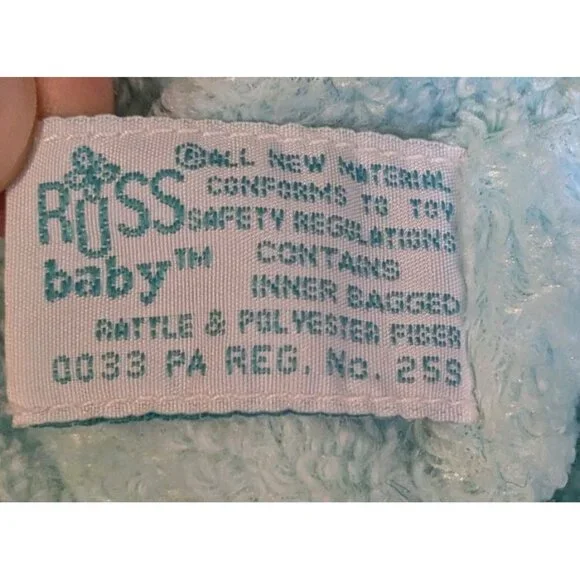 RUSS
baby™
®ALL NEW MATERIAL
CONFORMS TO TOY
SAFETY REGULATIONS
CONTAINS
INNER BAGGED
RATTLE & POLYESTER FIBER
0033 PA REG. No. 259